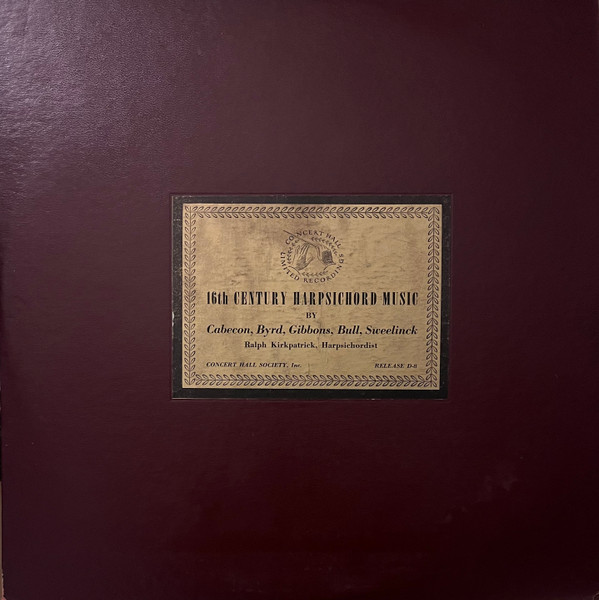 CONCERT HALL
LIMITED RECORDINGS
16th CENTURY HARPSICHORD MUSIC
BY
Cabecon, Byrd, Gibbons, Bull, Sweelinck
Ralph Kirkpatrick, Harpsichordist
CONCERT HALL SOCIETY, Inc. RELEASE D-8